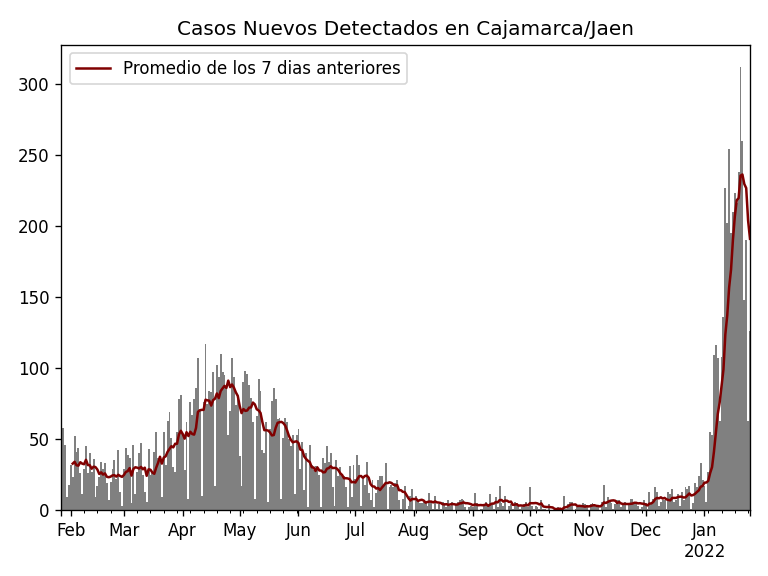 Casos Nuevos Detectados en Cajamarca/Jaen
Promedio de los 7 dias anteriores
300
250
200
150
100
50
0
Feb Mar Apr May Jun Jul Aug Sep Oct Nov Dec Jan
2022